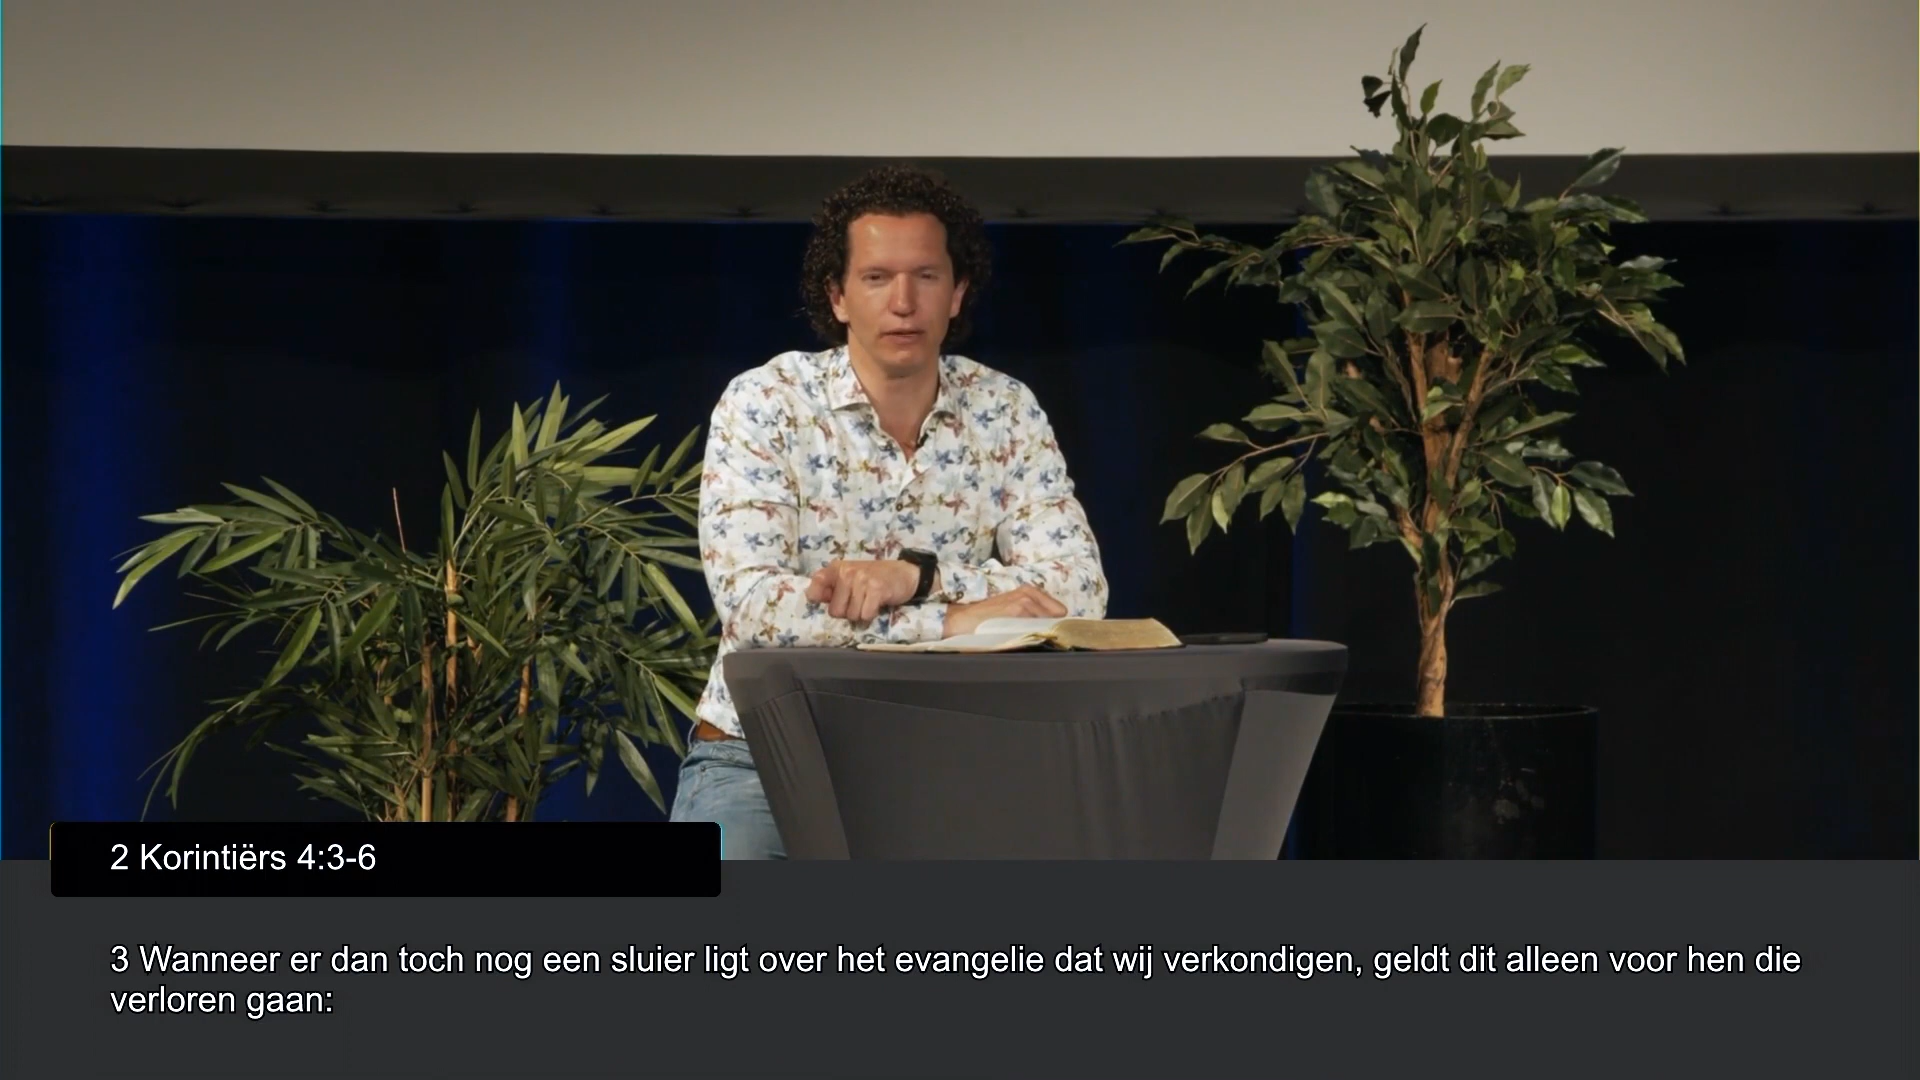 2 Korintiërs 4:3-6
3 Wanneer er dan toch nog een sluier ligt over het evangelie dat wij verkondigen, geldt dit alleen voor hen die
verloren gaan: